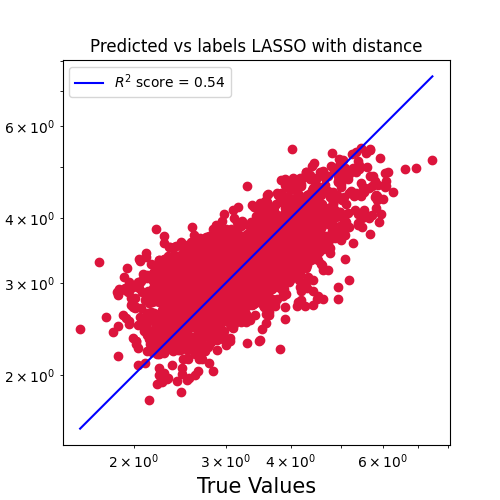 Predicted vs labels LASSO with distance
R² score = 0.54
6 × 10⁰
4 × 10⁰
3 × 10⁰
2 × 10⁰
2 × 10⁰ 3 × 10⁰ 4 × 10⁰ 6 × 10⁰
True Values